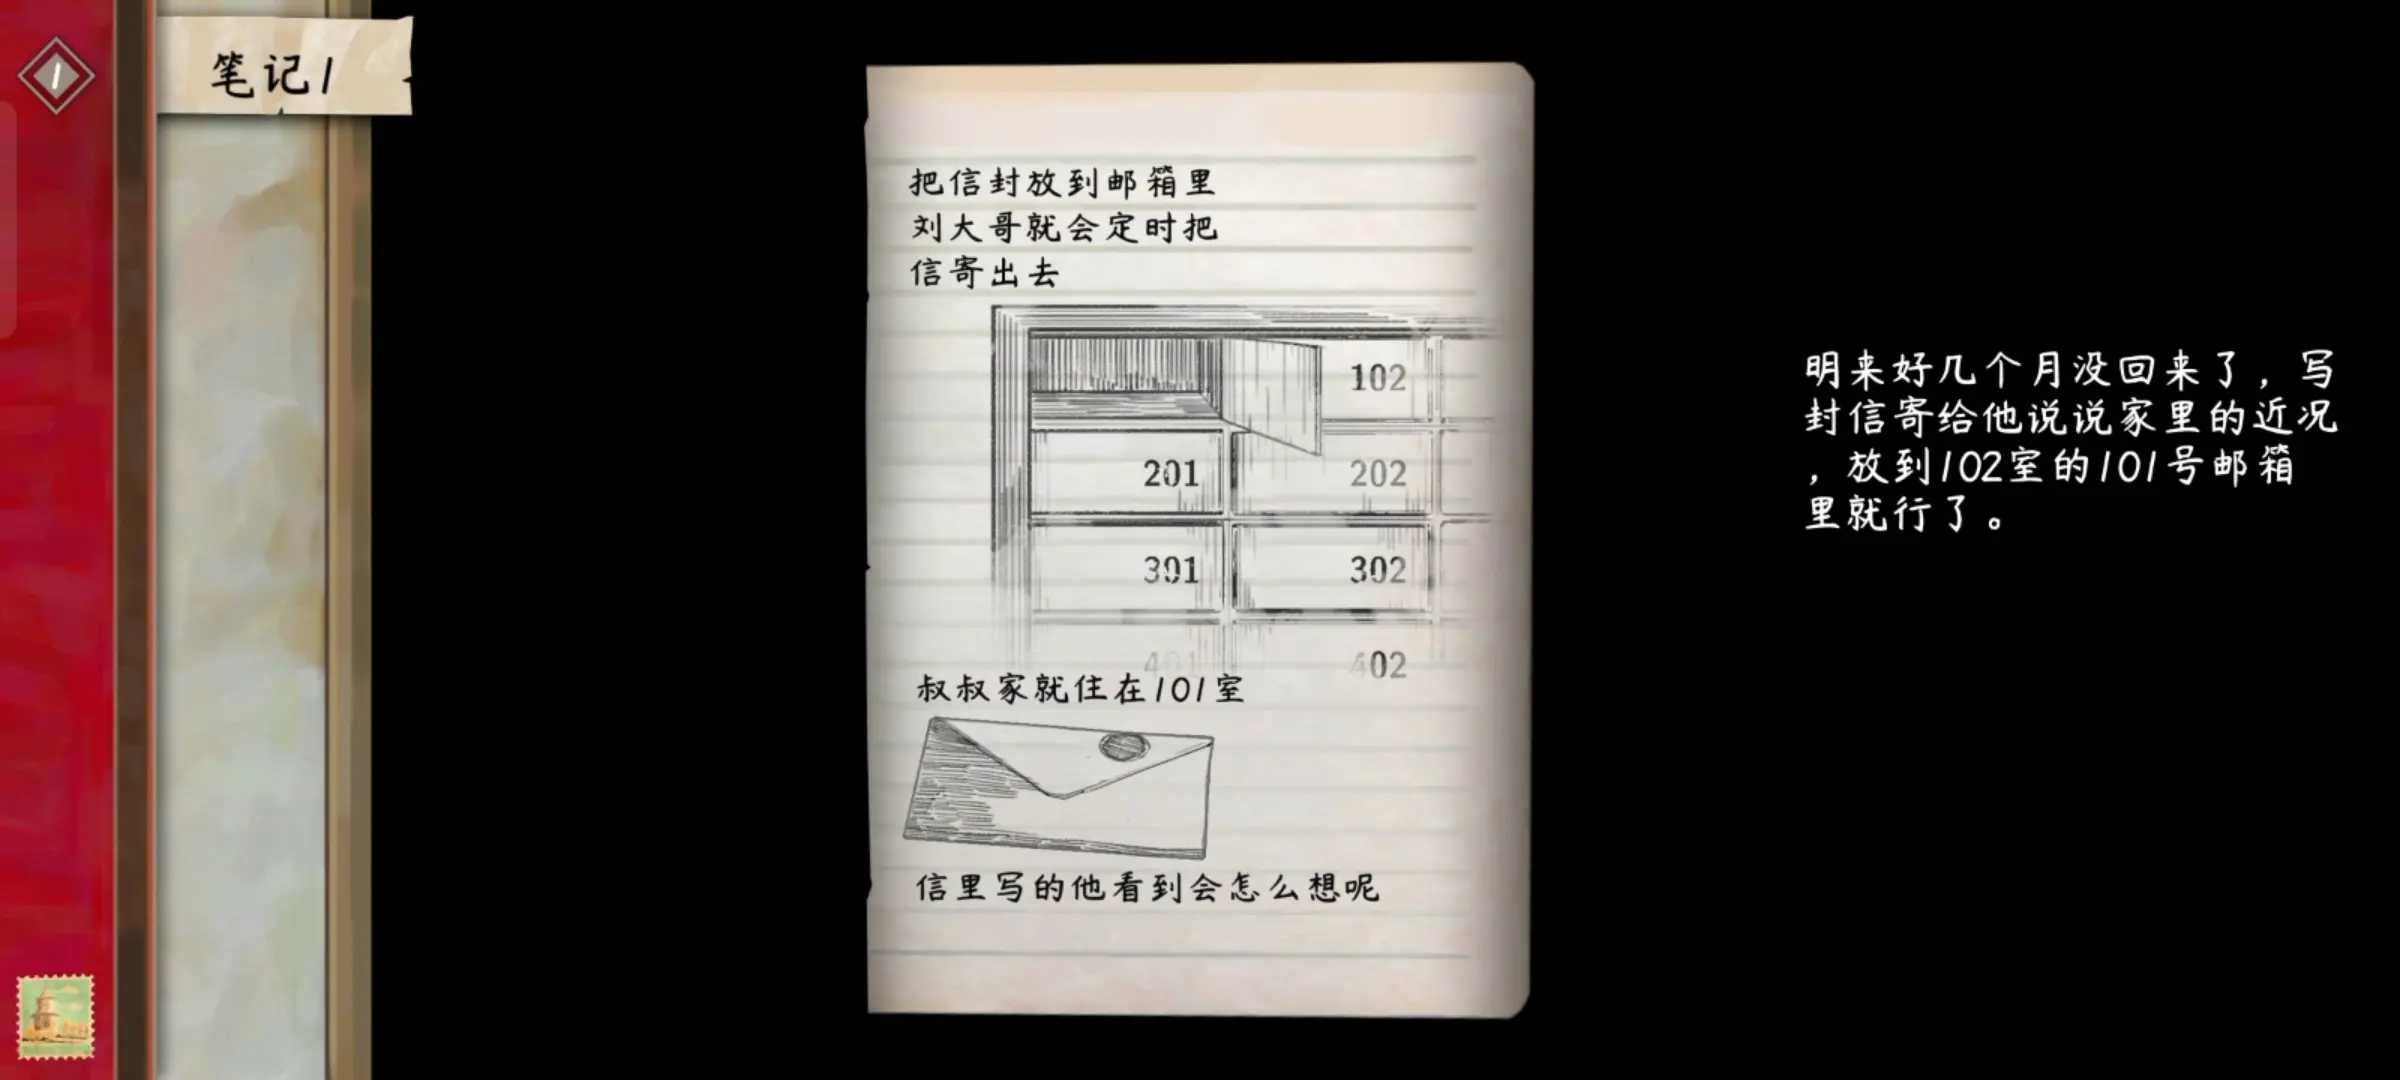 1
笔记1
把信封放到邮箱里
刘大哥就会定时把
信寄出去
102
201
202
301
302
401
402
叔叔家就住在101室
信里写的他看到会怎么想呢
明来好几个月没回来了，写
封信寄给他说说家里的近况
，放到102室的101号邮箱
里就行了。